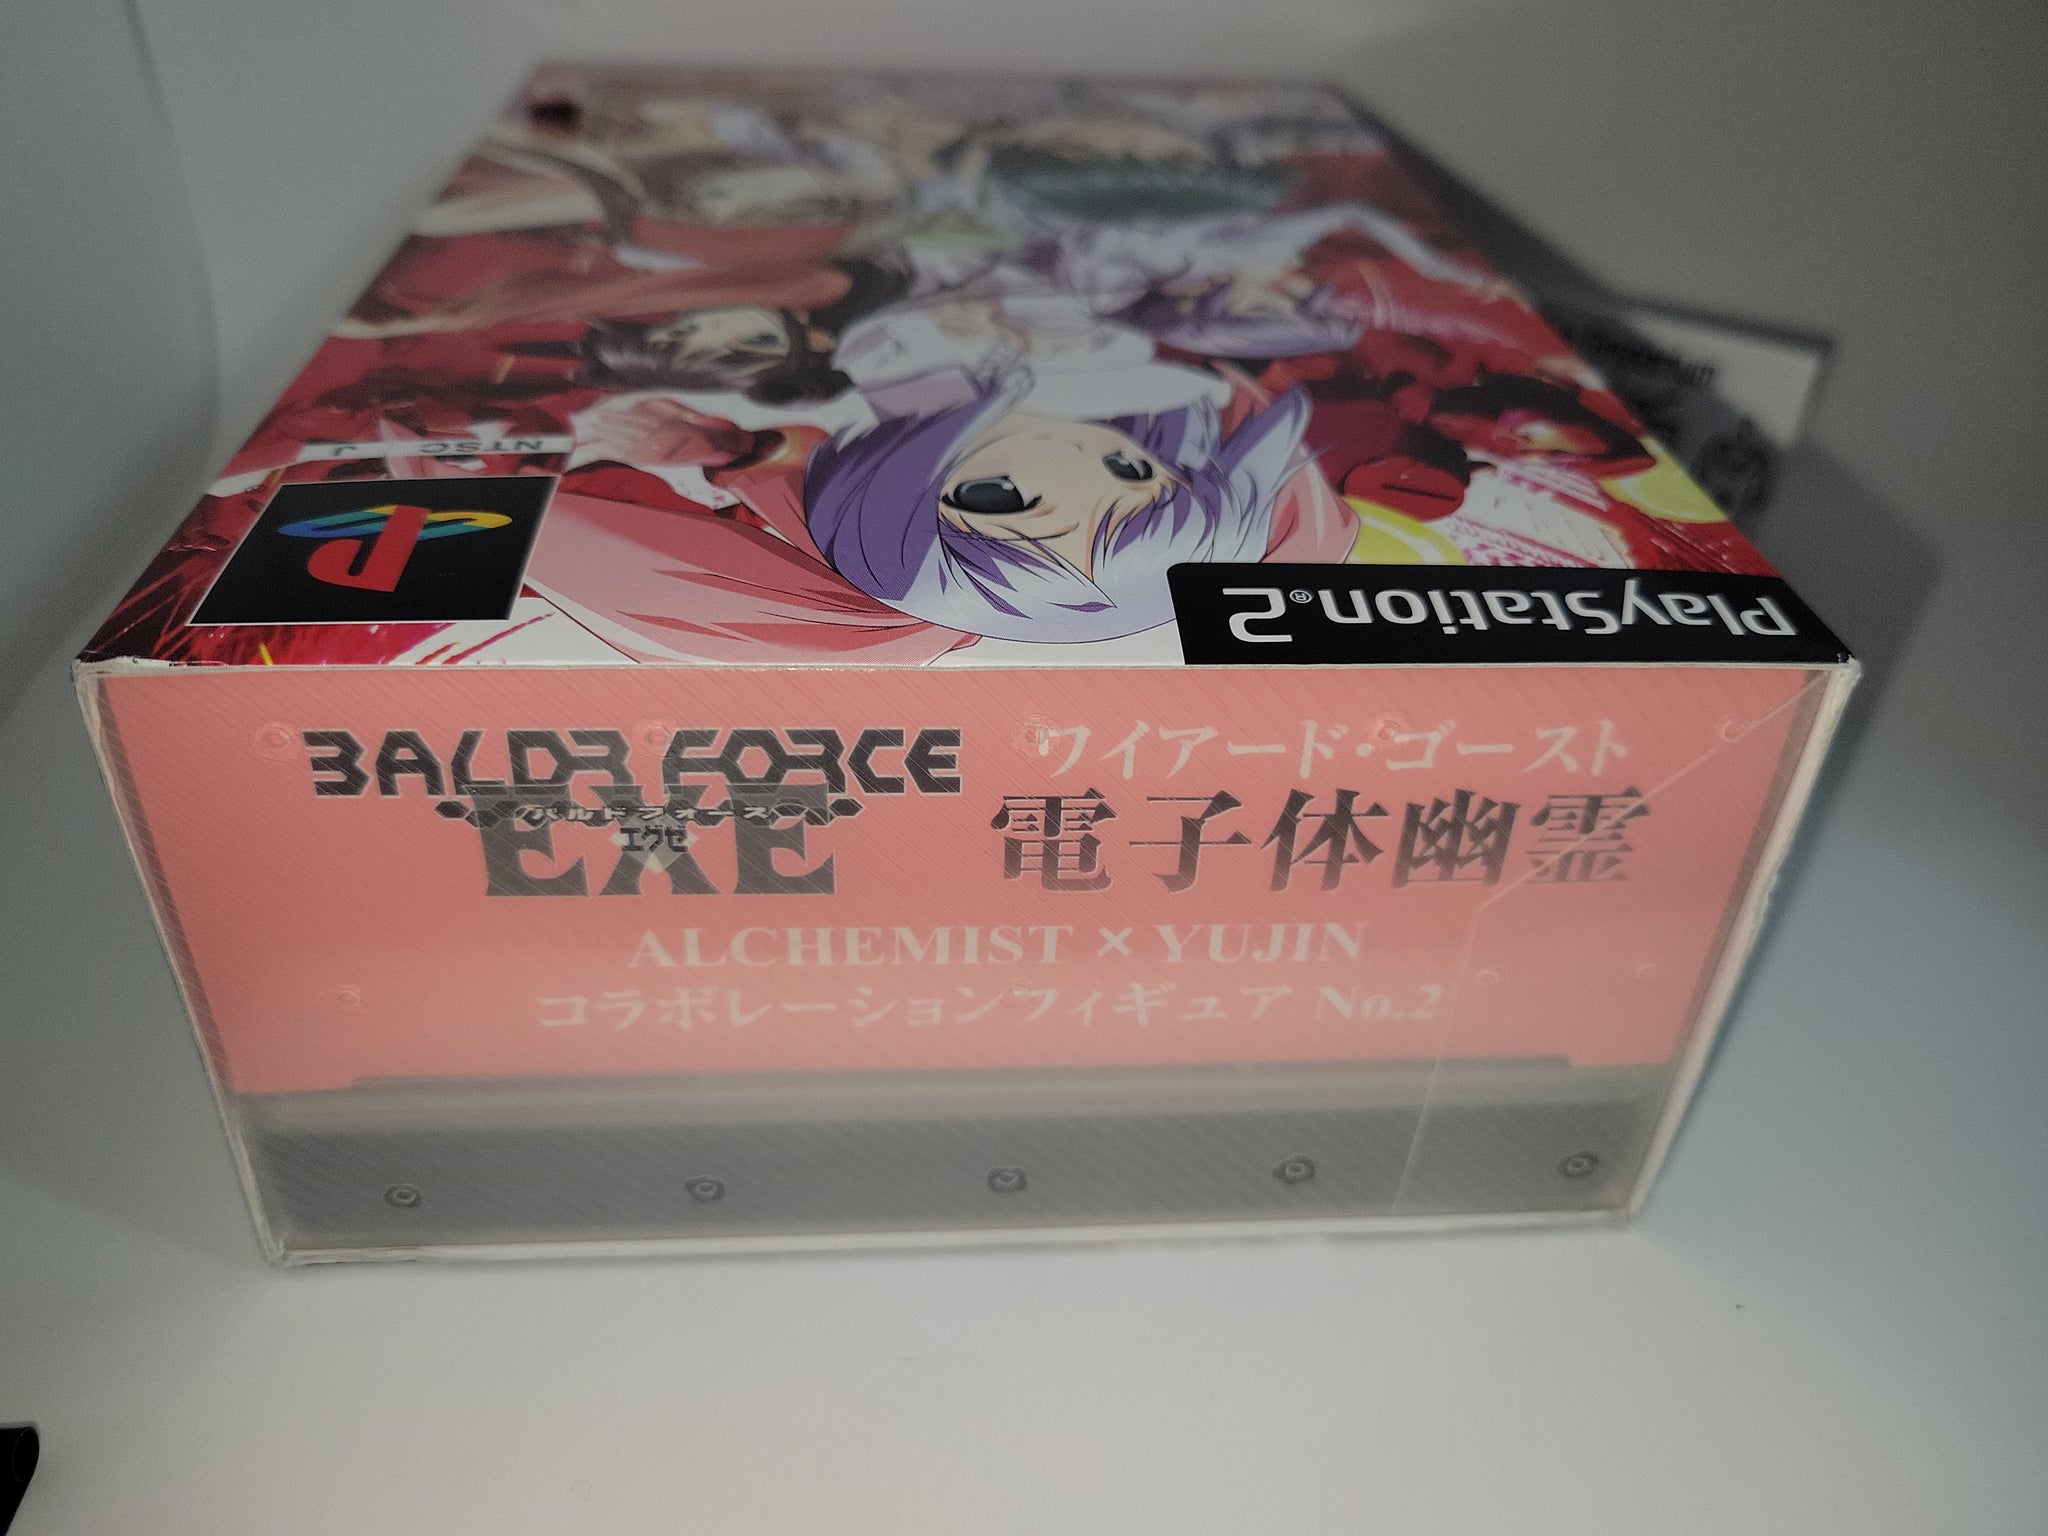 NTSC J
PlayStation®2
BALDR FORCE
バルドフォース
エグゼ
EXE
ワイアード・ゴースト
電子体幽霊
ALCHEMIST × YUJIN
コラボレーションフィギュア No.2